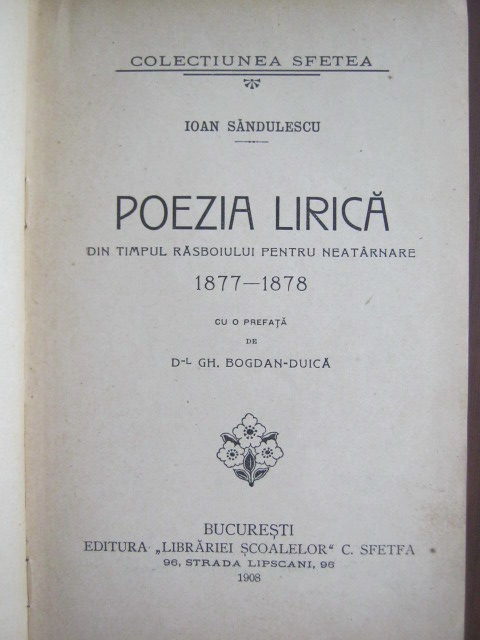 COLECTIUNEA SFETEA
IOAN SĂNDULESCU
POEZIA LIRICĂ
DIN TIMPUL RĂSBOIULUI PENTRU NEATÂRNARE
1877—1878
CU O PREFAȚĂ
DE
D-L GH. BOGDAN-DUICĂ
BUCUREȘTI
EDITURA „LIBRĂRIEI ȘCOALELOR“ C. SFETEA
96, STRADA LIPSCANI, 96
1908